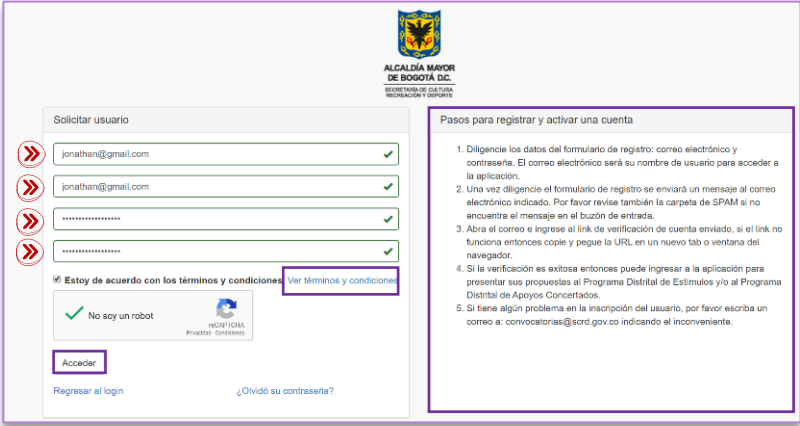 ALCALDÍA MAYOR
DE BOGOTÁ D.C.
SECRETARÍA DE CULTURA
RECREACIÓN Y DEPORTE
Solicitar usuario
jonathan@gmail.com
jonathan@gmail.com
••••••••••••••••••
••••••••••••••••••
Estoy de acuerdo con los términos y condiciones Ver términos y condiciones
No soy un robot
reCAPTCHA
Privacidad - Condiciones
Acceder
Regresar al login ¿Olvidó su contraseña?
Pasos para registrar y activar una cuenta
1. Diligencie los datos del formulario de registro: correo electrónico y
contraseña. El correo electrónico será su nombre de usuario para acceder a
la aplicación.
2. Una vez diligencie el formulario de registro se enviará un mensaje al correo
electrónico indicado. Por favor revise también la carpeta de SPAM si no
encuentra el mensaje en el buzón de entrada.
3. Abra el correo e ingrese al link de verificación de cuenta enviado, si el link no
funciona entonces copie y pegue la URL en un nuevo tab o ventana del
navegador.
4. Si la verificación es exitosa entonces puede ingresar a la aplicación para
presentar sus propuestas al Programa Distrital de Estímulos y/o al Programa
Distrital de Apoyos Concertados.
5. Si tiene algún problema en la inscripción del usuario, por favor escriba un
correo a: convocatorias@scrd.gov.co indicando el inconveniente.